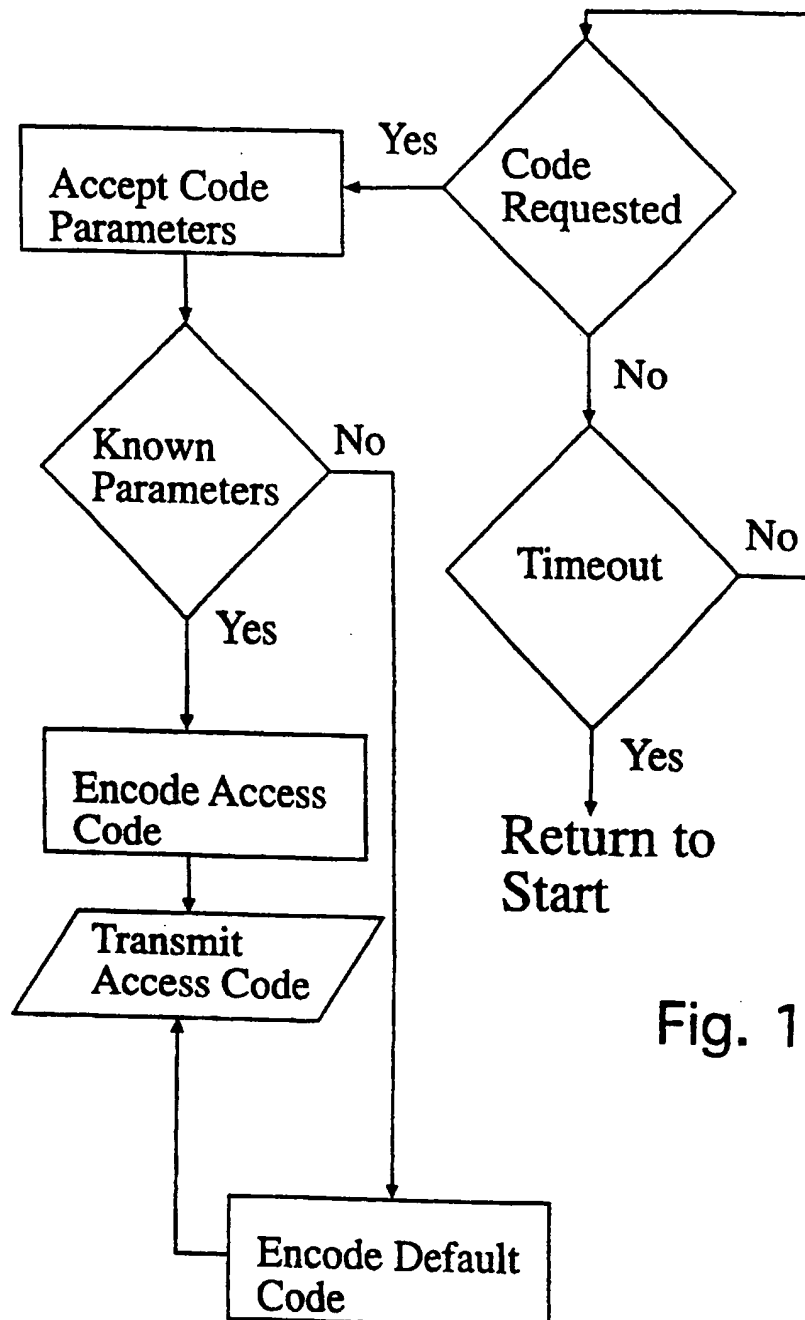 Yes
Code
Requested
Accept Code
Parameters
No
Known
Parameters
No
Timeout
No
Yes
Yes
Encode Access
Code
Return to
Start
Transmit
Access Code
Fig. 1
Encode Default
Code